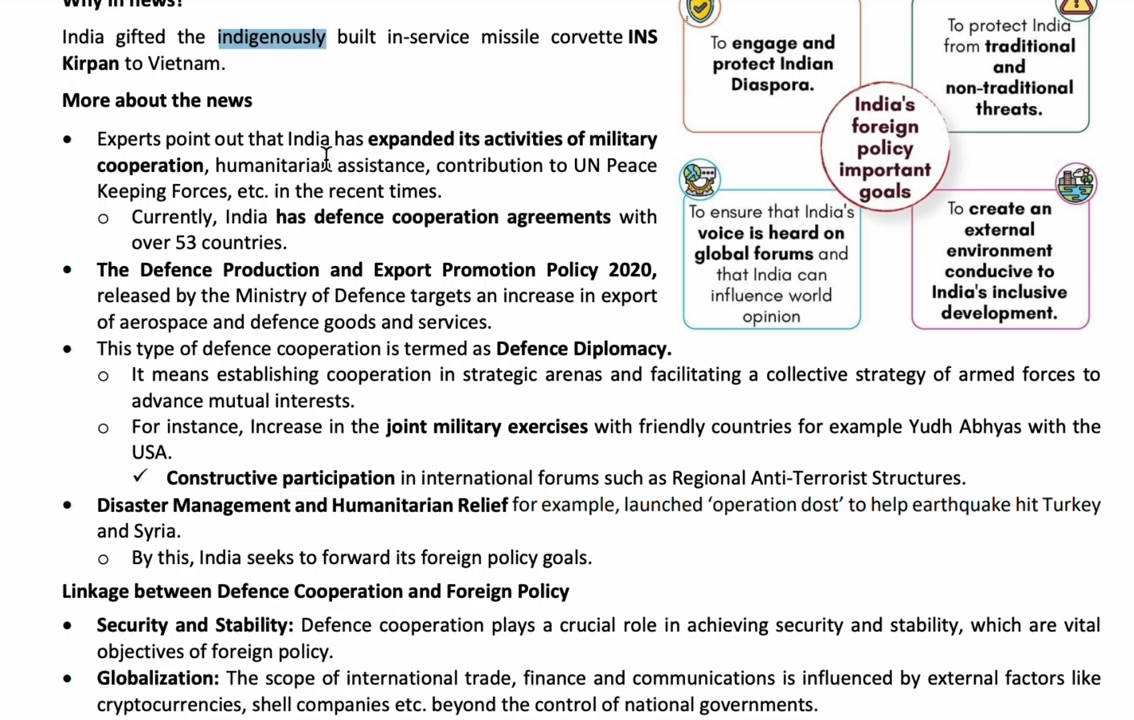 Why in news?
India gifted the indigenously built in-service missile corvette INS
Kirpan to Vietnam.
More about the news
• Experts point out that India has expanded its activities of military
cooperation, humanitarian assistance, contribution to UN Peace
Keeping Forces, etc. in the recent times.
o Currently, India has defence cooperation agreements with
over 53 countries.
• The Defence Production and Export Promotion Policy 2020,
released by the Ministry of Defence targets an increase in export
of aerospace and defence goods and services.
To engage and
protect Indian
Diaspora.
To protect India
from traditional
and
non-traditional
threats.
India's
foreign
policy
important
goals
To ensure that India's
voice is heard on
global forums and
that India can
influence world
opinion
To create an
external
environment
conducive to
India's inclusive
development.
• This type of defence cooperation is termed as Defence Diplomacy.
o It means establishing cooperation in strategic arenas and facilitating a collective strategy of armed forces to
advance mutual interests.
o For instance, Increase in the joint military exercises with friendly countries for example Yudh Abhyas with the
USA.
✓ Constructive participation in international forums such as Regional Anti-Terrorist Structures.
• Disaster Management and Humanitarian Relief for example, launched ‘operation dost’ to help earthquake hit Turkey
and Syria.
o By this, India seeks to forward its foreign policy goals.
Linkage between Defence Cooperation and Foreign Policy
• Security and Stability: Defence cooperation plays a crucial role in achieving security and stability, which are vital
objectives of foreign policy.
• Globalization: The scope of international trade, finance and communications is influenced by external factors like
cryptocurrencies, shell companies etc. beyond the control of national governments.